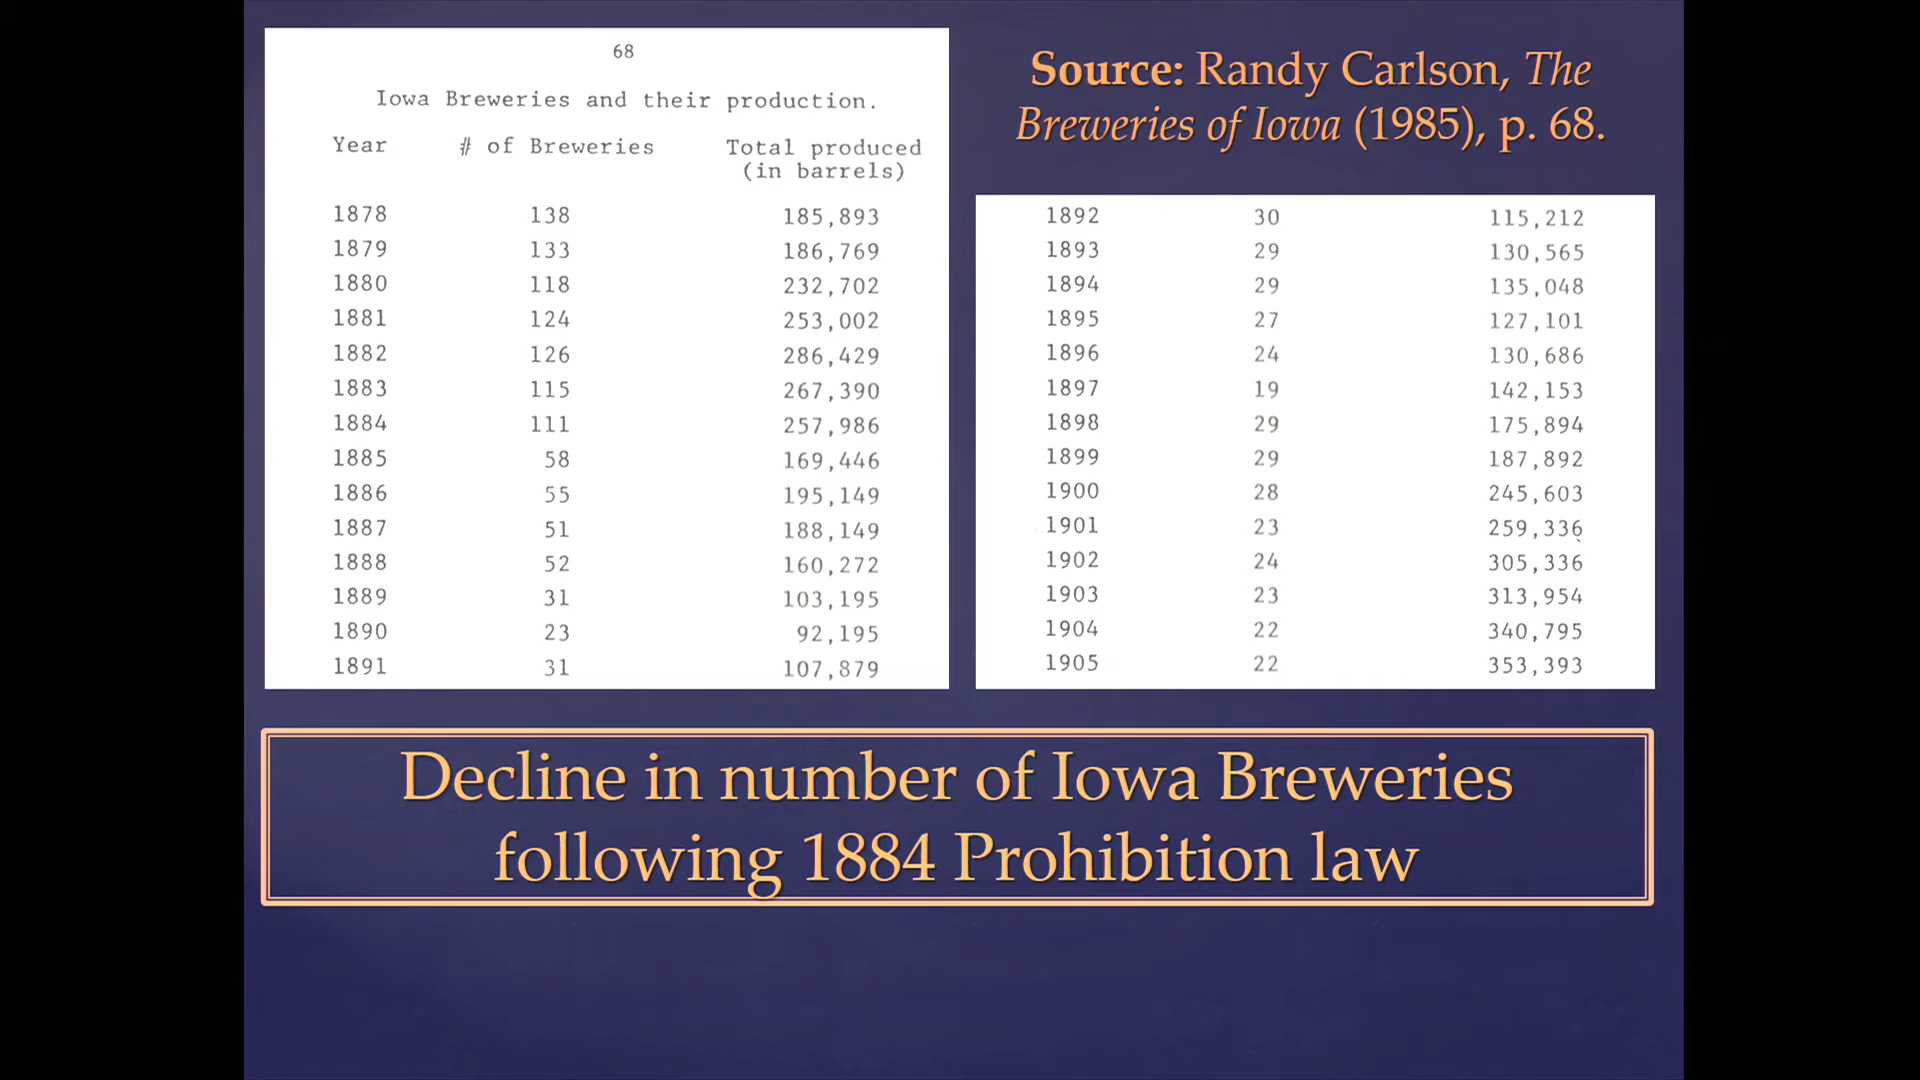 68
Iowa Breweries and their production.
Year # of Breweries Total produced
(in barrels)
1878 138 185,893
1879 133 186,769
1880 118 232,702
1881 124 253,002
1882 126 286,429
1883 115 267,390
1884 111 257,986
1885 58 169,446
1886 55 195,149
1887 51 188,149
1888 52 160,272
1889 31 103,195
1890 23 92,195
1891 31 107,879
Source: Randy Carlson, The
Breweries of Iowa (1985), p. 68.
1892 30 115,212
1893 29 130,565
1894 29 135,048
1895 27 127,101
1896 24 130,686
1897 19 142,153
1898 29 175,894
1899 29 187,892
1900 28 245,603
1901 23 259,336
1902 24 305,336
1903 23 313,954
1904 22 340,795
1905 22 353,393
Decline in number of Iowa Breweries
following 1884 Prohibition law